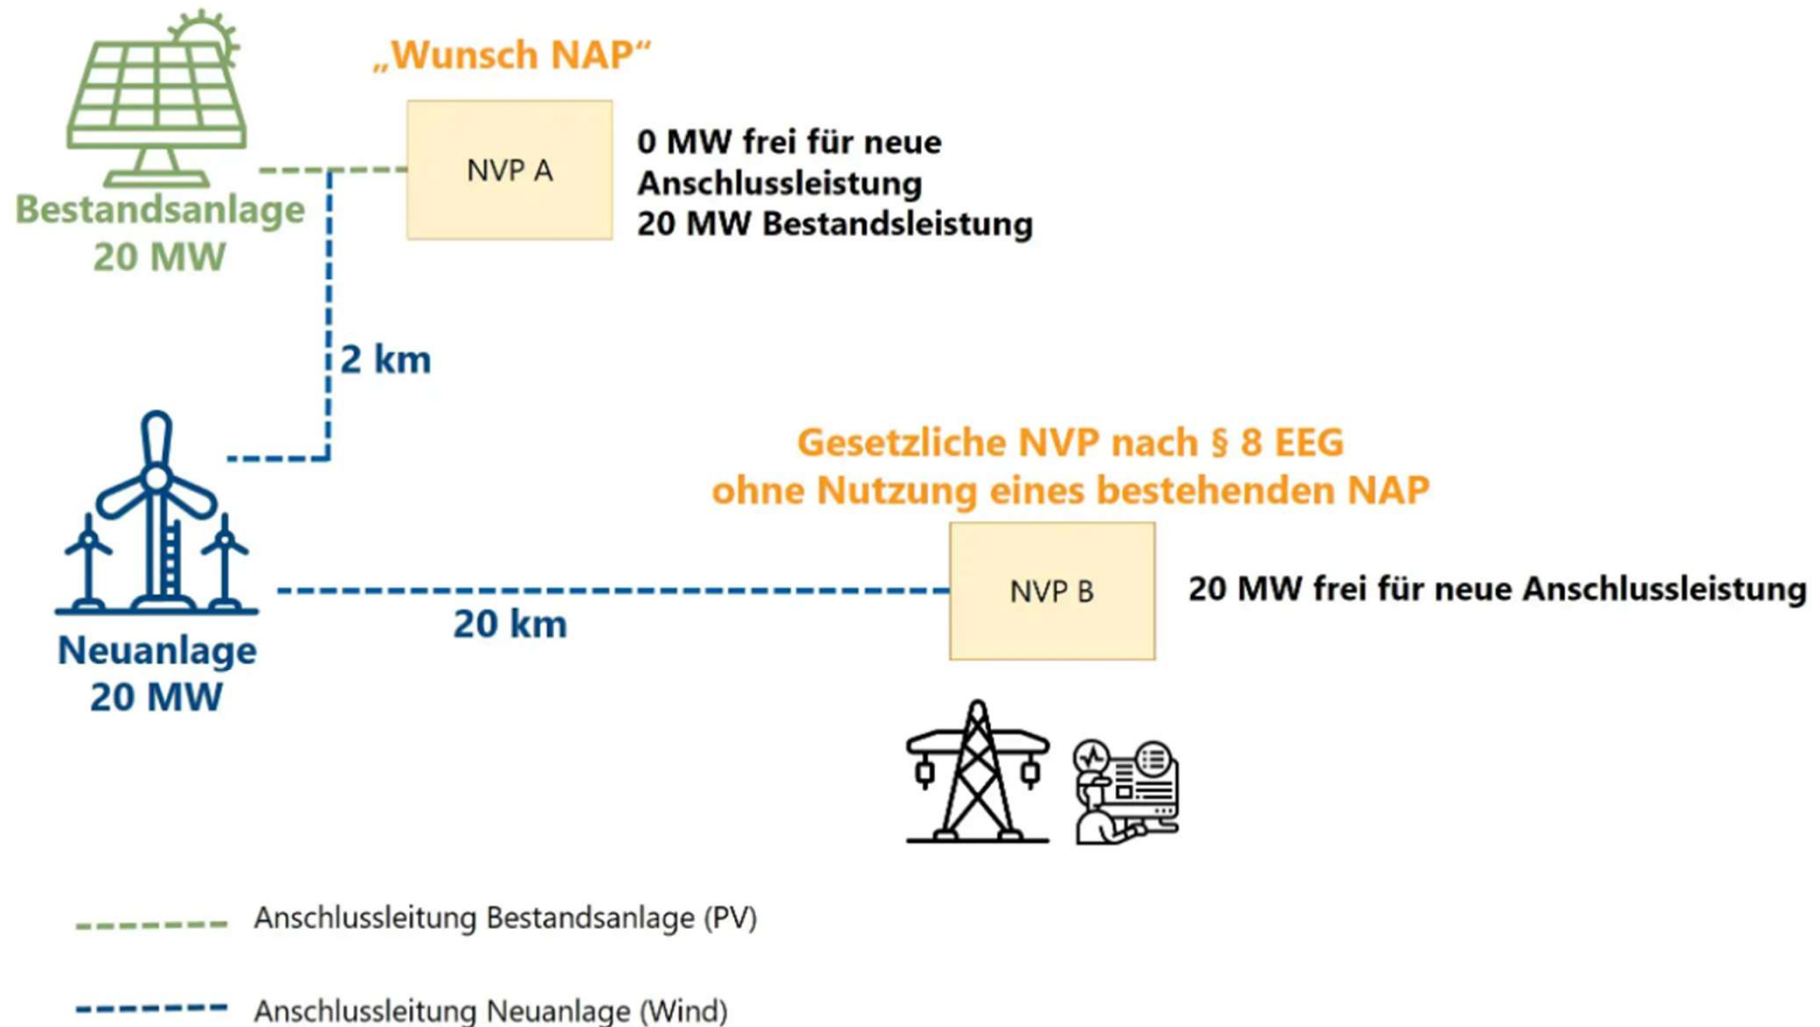 „Wunsch NAP“
NVP A
0 MW frei für neue
Anschlussleistung
20 MW Bestandsleistung
Bestandsanlage
20 MW
2 km
Gesetzliche NVP nach § 8 EEG
ohne Nutzung eines bestehenden NAP
NVP B
20 MW frei für neue Anschlussleistung
20 km
Neuanlage
20 MW
Anschlussleitung Bestandsanlage (PV)
Anschlussleitung Neuanlage (Wind)